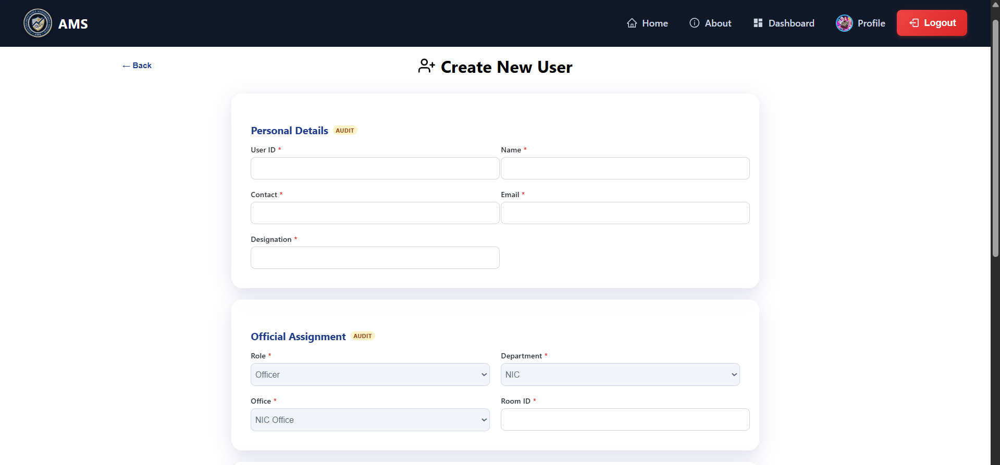 AMS
Home
About
Dashboard
Profile
Logout
← Back
Create New User
Personal Details AUDIT
User ID *
Name *
Contact *
Email *
Designation *
Official Assignment AUDIT
Role *
Department *
Officer
NIC
Office *
Room ID *
NIC Office